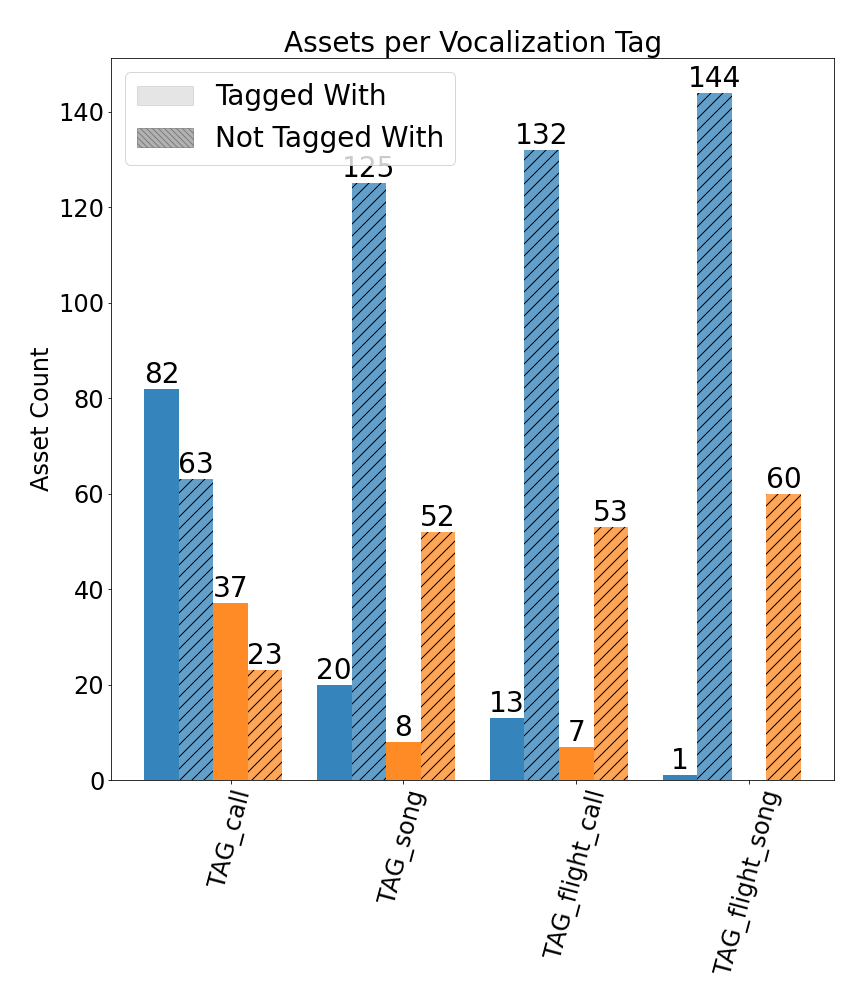 Assets per Vocalization Tag
Tagged With
Not Tagged With
Asset Count
140
120
100
80
60
40
20
0
82
63
37
23
20
125
8
52
13
132
7
53
1
144
60
TAG_call
TAG_song
TAG_flight_call
TAG_flight_song